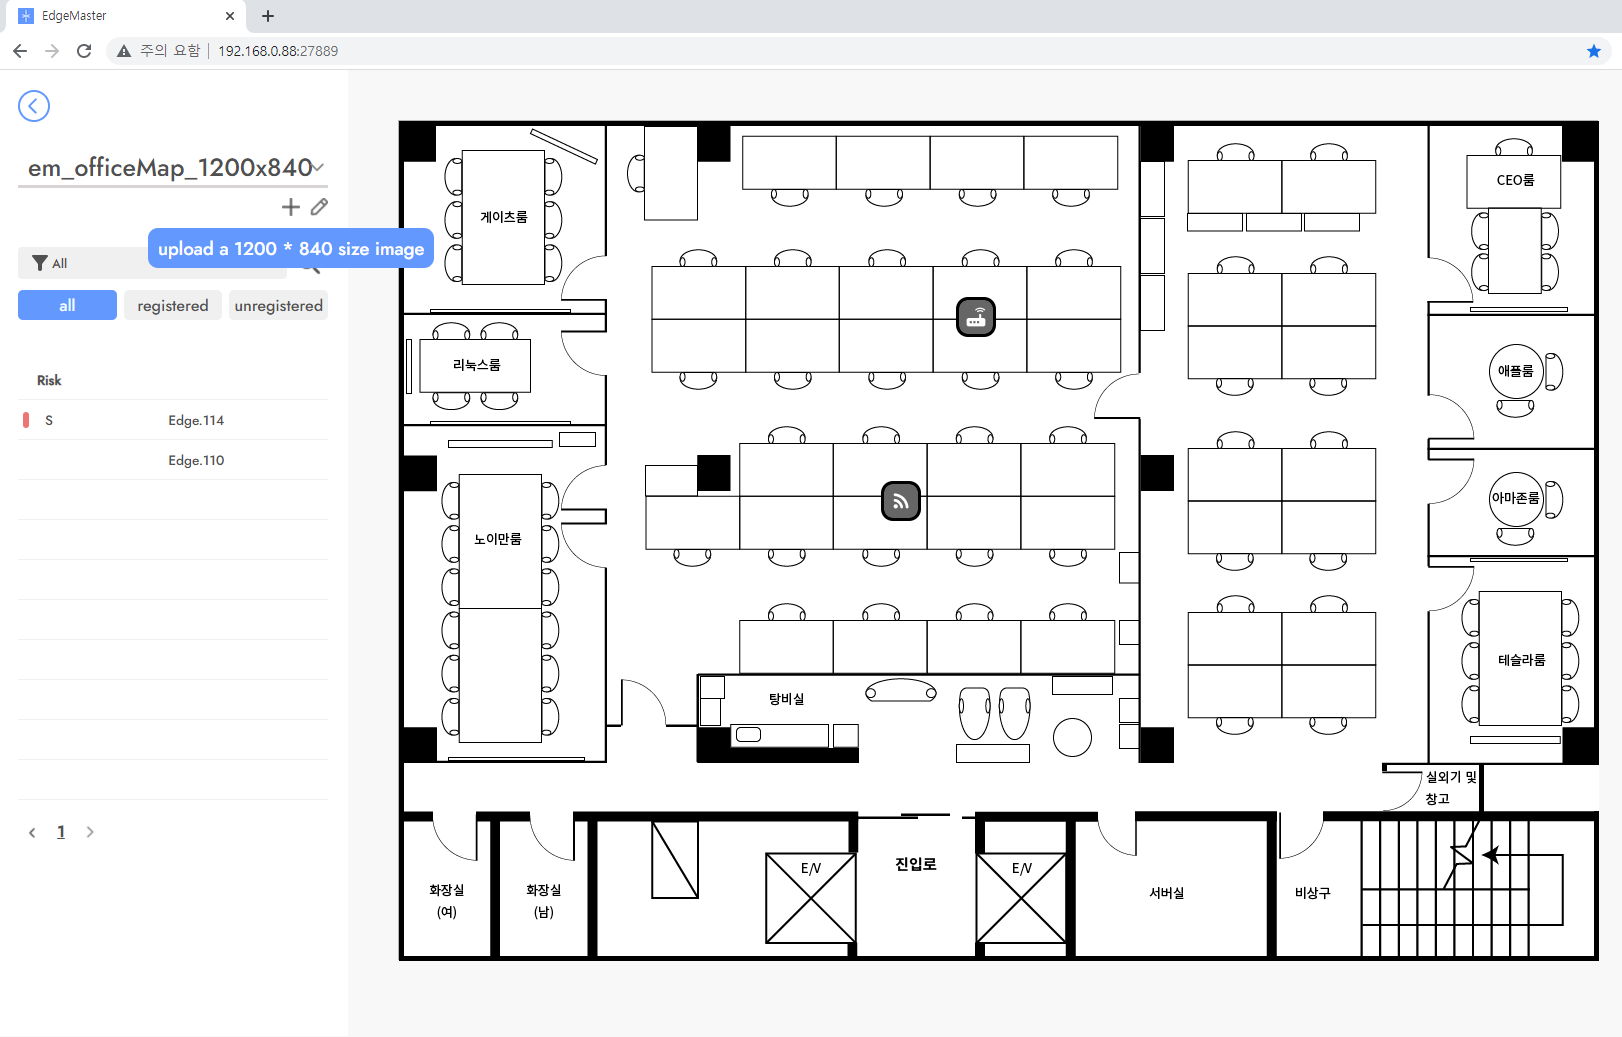 EdgeMaster
주의 요함
192.168.0.88:27889
em_officeMap_1200x840
upload a 1200 * 840 size image
All
all
registered
unregistered
Risk
S
Edge.114
Edge.110
1
게이츠룸
CEO룸
리눅스룸
애플룸
아마존룸
노이만룸
테슬라룸
탕비실
실외기 및
창고
E/V
진입로
E/V
화장실
(여)
화장실
(남)
서버실
비상구